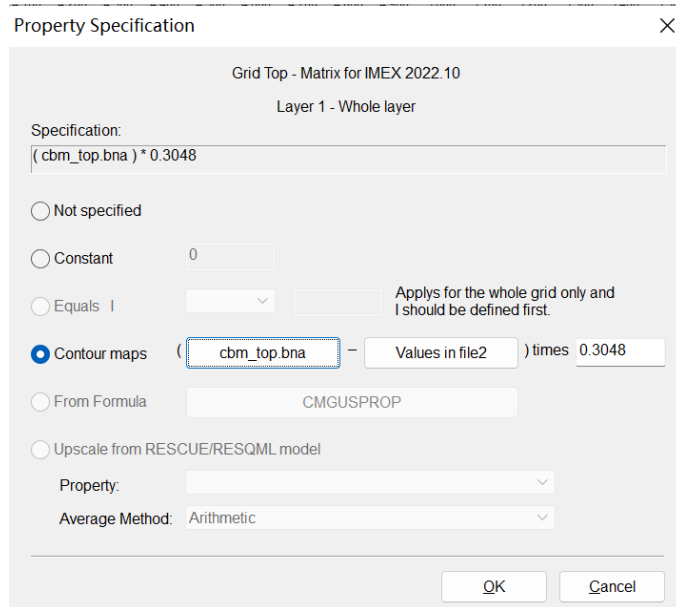 Property Specification
Grid Top - Matrix for IMEX 2022.10
Layer 1 - Whole layer
Specification:
( cbm_top.bna ) * 0.3048
Not specified
Constant 0
Equals I Applys for the whole grid only and
I should be defined first.
Contour maps ( cbm_top.bna – Values in file2 ) times 0.3048
From Formula CMGUSPROP
Upscale from RESCUE/RESQML model
Property:
Average Method: Arithmetic
OK Cancel